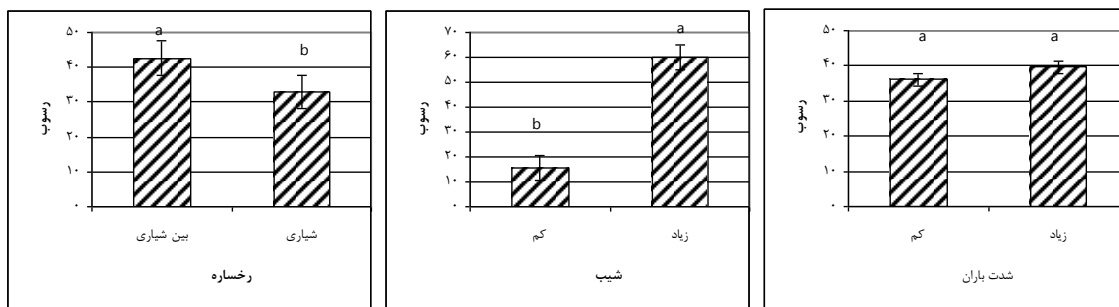 ۵۰
۴۰
۳۰
۲۰
۱۰
۰
رسوب
a
b
بین شیاری
شیاری
رخساره
۷۰
۶۰
۵۰
۴۰
۳۰
۲۰
۱۰
۰
رسوب
b
a
کم
زیاد
شیب
۵۰
۴۰
۳۰
۲۰
۱۰
۰
رسوب
a
a
کم
زیاد
شدت باران